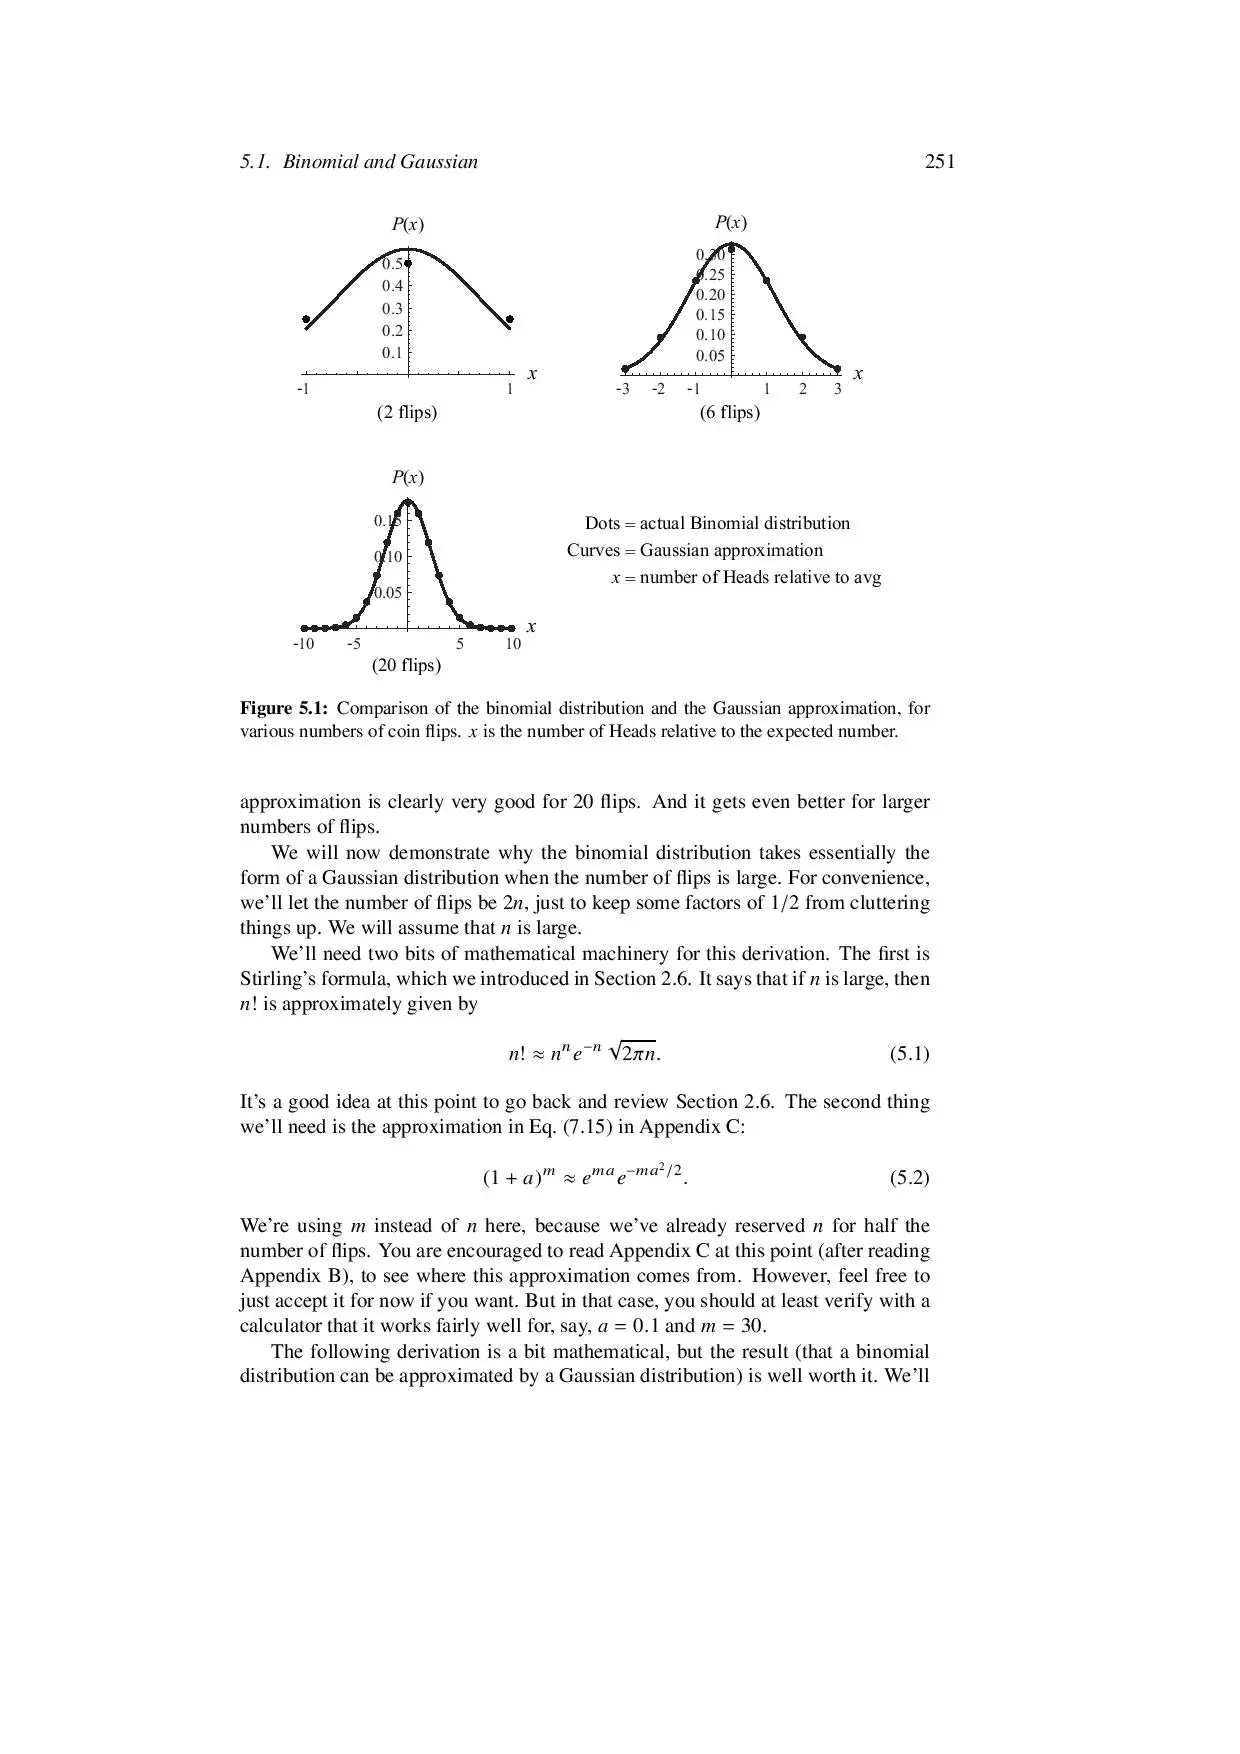 5.1. Binomial and Gaussian 251
P(x)
0.5
0.4
0.3
0.2
0.1
x
-1 1
(2 flips)
P(x)
0.30
0.25
0.20
0.15
0.10
0.05
x
-3 -2 -1 1 2 3
(6 flips)
P(x)
0.15
0.10
0.05
x
-10 -5 5 10
(20 flips)
Dots = actual Binomial distribution
Curves = Gaussian approximation
x = number of Heads relative to avg
Figure 5.1: Comparison of the binomial distribution and the Gaussian approximation, for
various numbers of coin flips. x is the number of Heads relative to the expected number.
approximation is clearly very good for 20 flips. And it gets even better for larger
numbers of flips.
We will now demonstrate why the binomial distribution takes essentially the
form of a Gaussian distribution when the number of flips is large. For convenience,
we’ll let the number of flips be 2n, just to keep some factors of 1/2 from cluttering
things up. We will assume that n is large.
We’ll need two bits of mathematical machinery for this derivation. The first is
Stirling’s formula, which we introduced in Section 2.6. It says that if n is large, then
n! is approximately given by
n! ≈ nⁿe⁻ⁿ √(2πn). (5.1)
It’s a good idea at this point to go back and review Section 2.6. The second thing
we’ll need is the approximation in Eq. (7.15) in Appendix C:
(1 + a)^m ≈ e^{ma} e^{−ma²/2}. (5.2)
We’re using m instead of n here, because we’ve already reserved n for half the
number of flips. You are encouraged to read Appendix C at this point (after reading
Appendix B), to see where this approximation comes from. However, feel free to
just accept it for now if you want. But in that case, you should at least verify with a
calculator that it works fairly well for, say, a = 0.1 and m = 30.
The following derivation is a bit mathematical, but the result (that a binomial
distribution can be approximated by a Gaussian distribution) is well worth it. We’ll